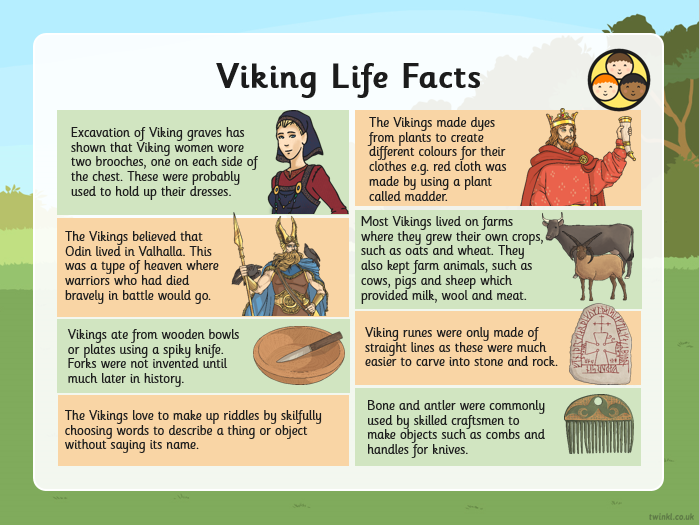 Viking Life Facts
Excavation of Viking graves has
shown that Viking women wore
two brooches, one on each side of
the chest. These were probably
used to hold up their dresses.
The Vikings believed that
Odin lived in Valhalla. This
was a type of heaven where
warriors who had died
bravely in battle would go.
Vikings ate from wooden bowls
or plates using a spiky knife.
Forks were not invented until
much later in history.
The Vikings love to make up riddles by skilfully
choosing words to describe a thing or object
without saying its name.
The Vikings made dyes
from plants to create
different colours for their
clothes e.g. red cloth was
made by using a plant
called madder.
Most Vikings lived on farms
where they grew their own crops,
such as oats and wheat. They
also kept farm animals, such as
cows, pigs and sheep which
provided milk, wool and meat.
Viking runes were only made of
straight lines as these were much
easier to carve into stone and rock.
Bone and antler were commonly
used by skilled craftsmen to
make objects such as combs and
handles for knives.
twinkl.co.uk